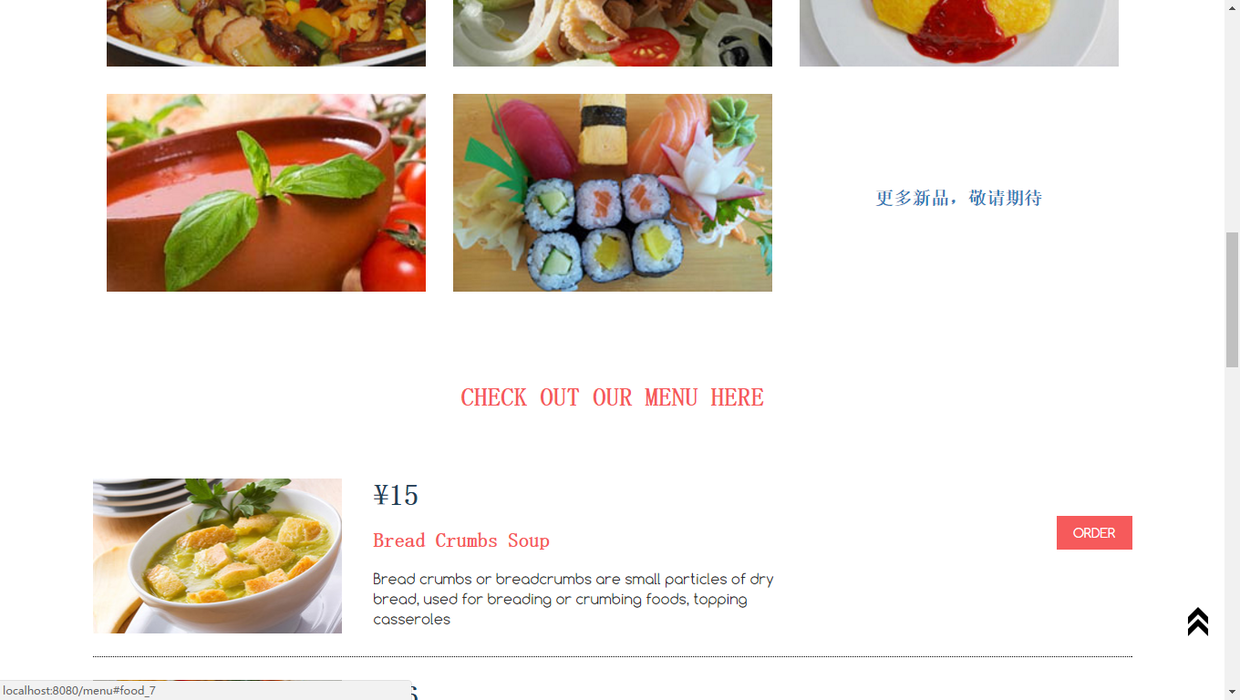 更多新品，敬请期待
CHECK OUT OUR MENU HERE
¥15
Bread Crumbs Soup
ORDER
Bread crumbs or breadcrumbs are small particles of dry
bread, used for breading or crumbing foods, topping
casseroles
localhost:8080/menu#food_7